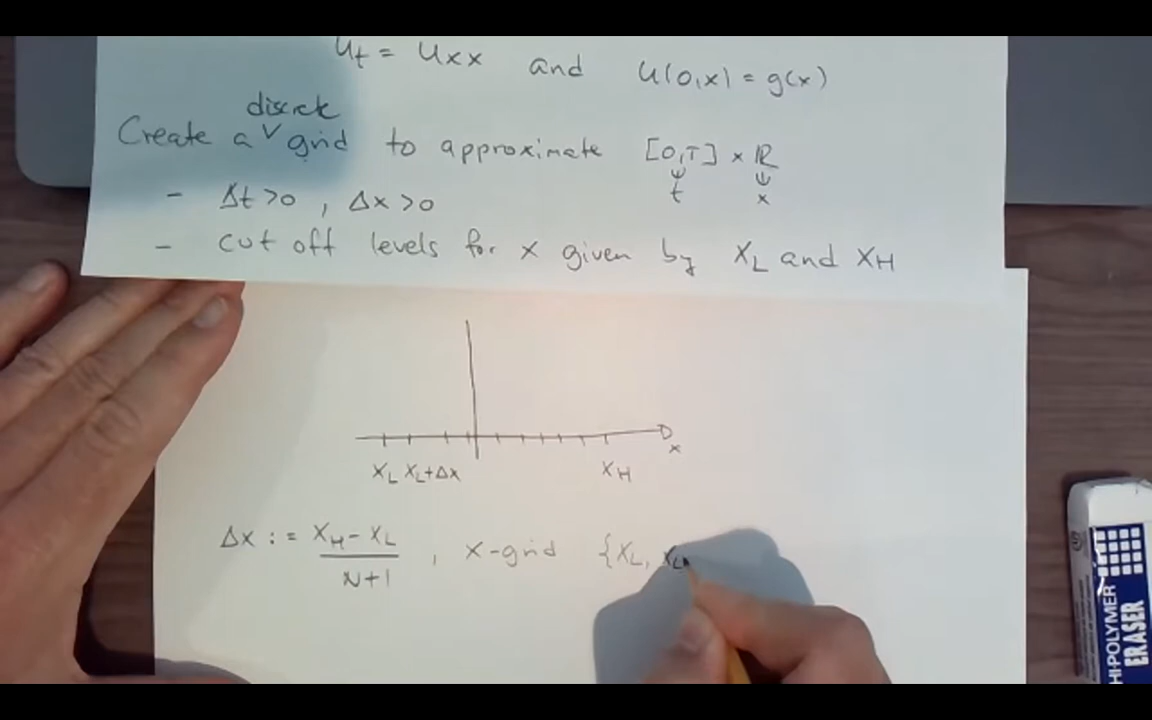 u_t = u_xx and u(0,x) = g(x)
discrete
Create a ∨ grid to approximate [0,T] × ℝ
- Δt >0 , Δx >0 t x
- cut off levels for x given by x_L and x_H
x
x_L x_L+Δx x_H
Δx := (x_H - x_L)/(N+1) , x-grid {x_L, x_L
HI-POLYMER
ERASER